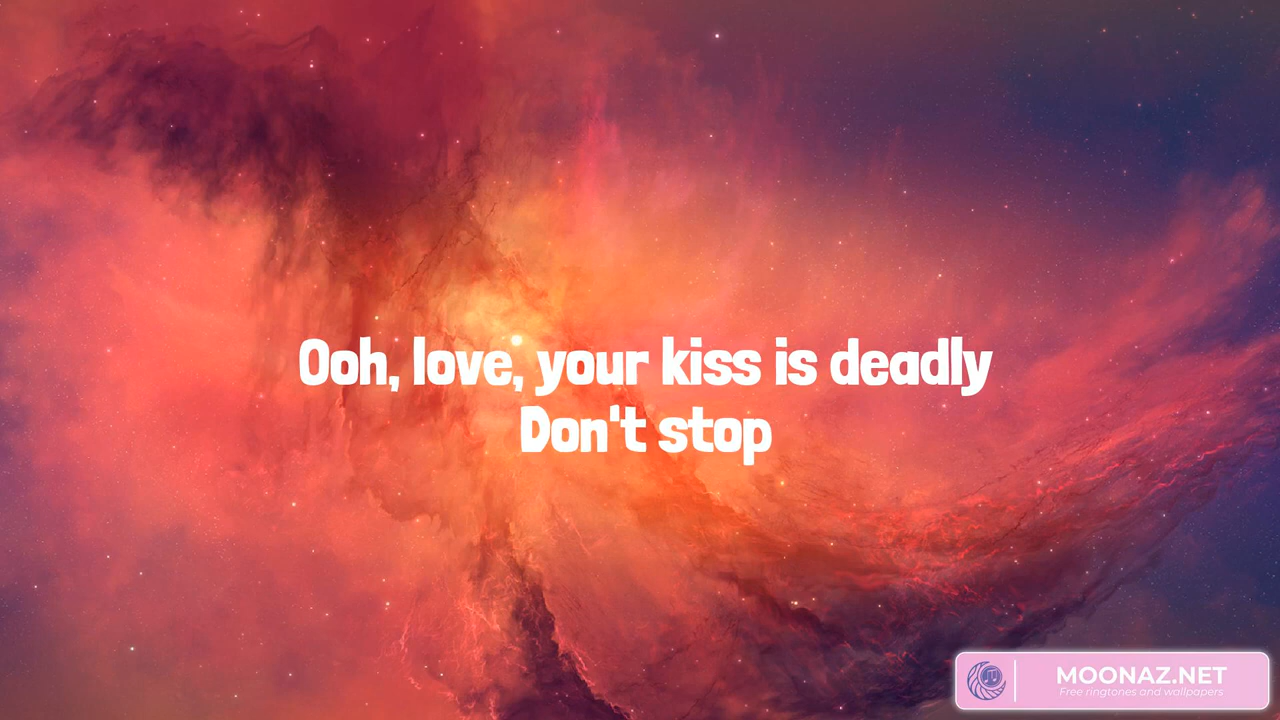 Ooh, love, your kiss is deadly
Don't stop
MOONAZ.NET
Free ringtones and wallpapers